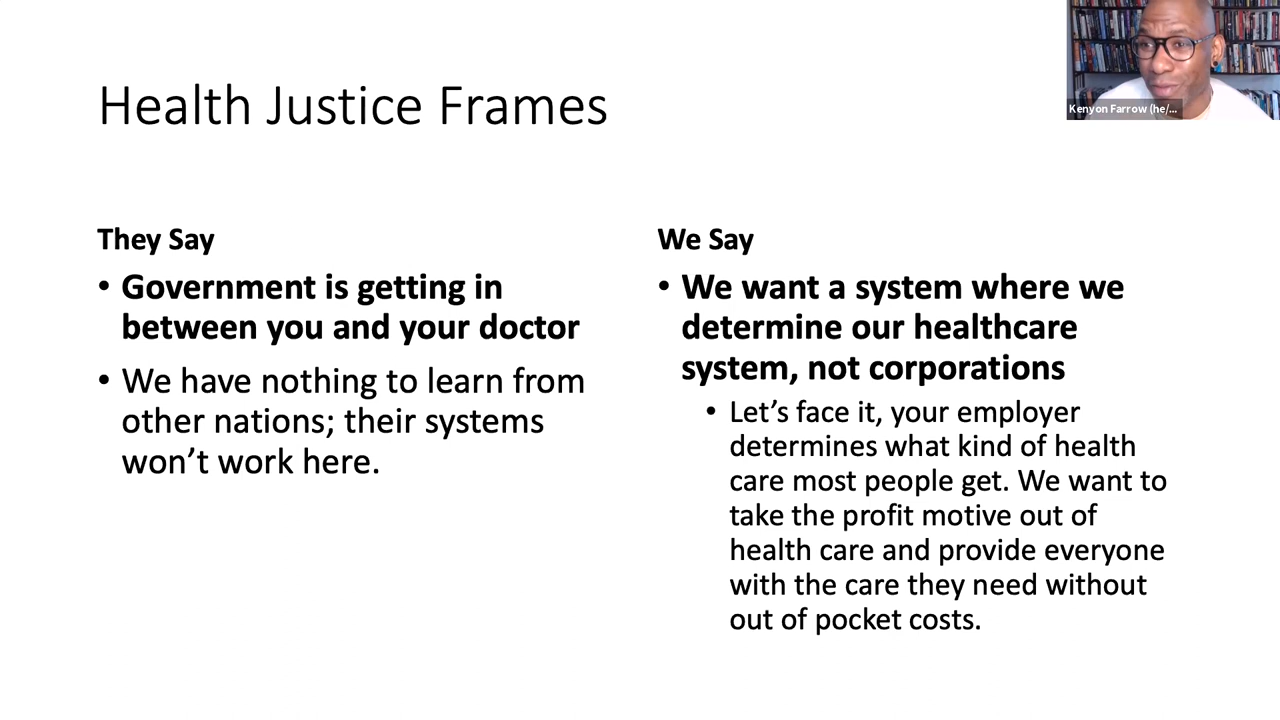 Health Justice Frames
Kenyon Farrow (he/...
They Say
• Government is getting in
between you and your doctor
• We have nothing to learn from
other nations; their systems
won’t work here.
We Say
• We want a system where we
determine our healthcare
system, not corporations
• Let’s face it, your employer
determines what kind of health
care most people get. We want to
take the profit motive out of
health care and provide everyone
with the care they need without
out of pocket costs.